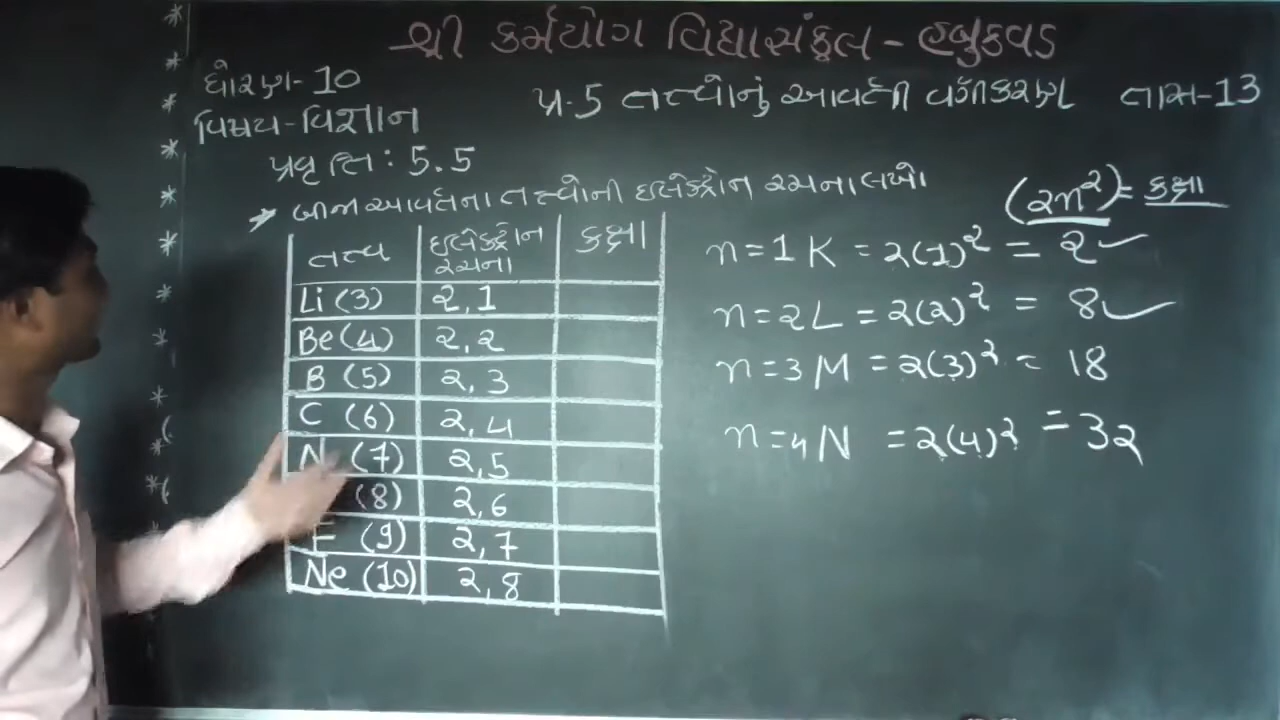 શ્રી કર્મયોગ વિદ્યાસંકુલ - હબુકવડ
ધોરણ - 10
પ્ર.5 તત્ત્વોનું આવર્તી વર્ગીકરણ તાસ - 13
વિષય - વિજ્ઞાન
પ્રવૃત્તિ : 5.5
* બીજા આવર્તના તત્ત્વોની ઇલેક્ટ્રોન રચના લખો
(2n²) = કક્ષા
તત્ત્વ ઇલેક્ટ્રોન રચના કક્ષા
Li (3) 2, 1
Be (4) 2, 2
B (5) 2, 3
C (6) 2, 4
N (7) 2, 5
(8) 2, 6
F (9) 2, 7
Ne (10) 2, 8
n = 1 K = 2(1)² = 2 ✓
n = 2 L = 2(2)² = 8 ✓
n = 3 M = 2(3)² = 18
n = 4 N = 2(4)² = 32